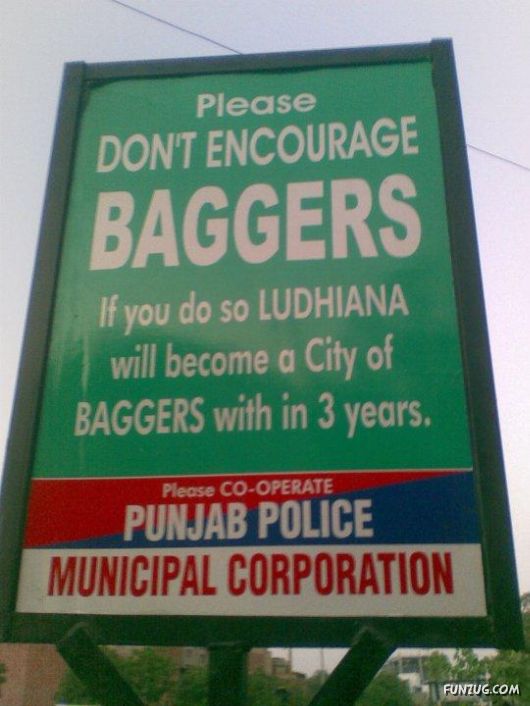 Please
DON'T ENCOURAGE
BAGGERS
If you do so LUDHIANA
will become a City of
BAGGERS with in 3 years.
Please CO-OPERATE
PUNJAB POLICE
MUNICIPAL CORPORATION
FUNZUG.COM